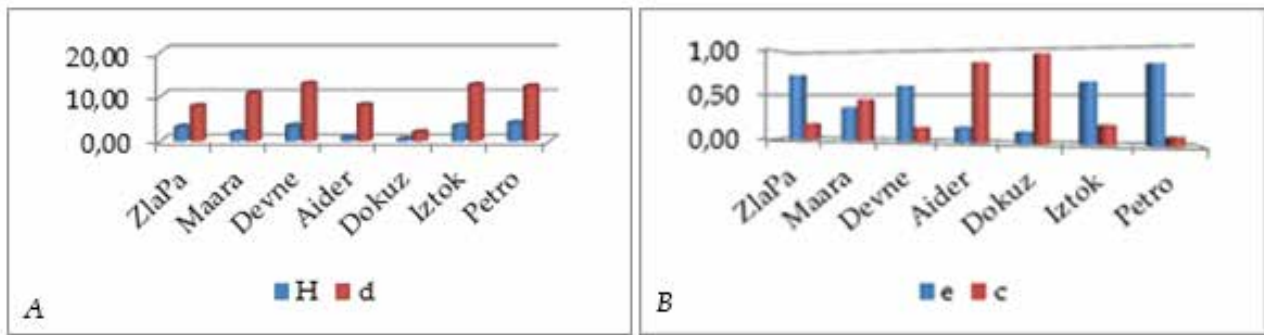 20,00
10,00
0,00
ZlaPa
Maara
Devne
Aider
Dokuz
Iztok
Petro
H d
A
1,00
0,50
0,00
ZlaPa
Maara
Devne
Aider
Dokuz
Iztok
Petro
e c
B